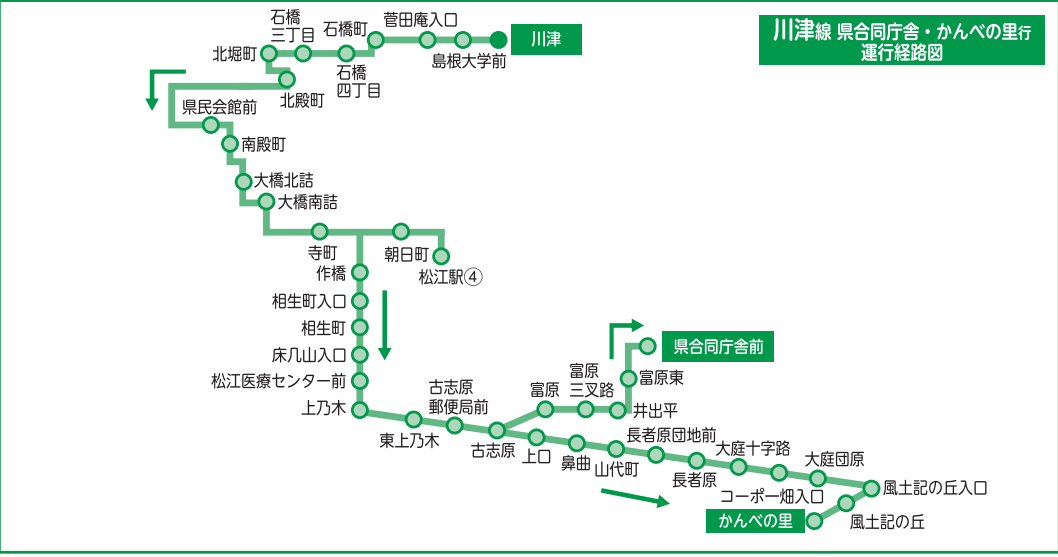 川津線 県合同庁舎・かんべの里行
運行経路図
川津
島根大学前
菅田庵入口
石橋町
石橋
四丁目
石橋
三丁目
北堀町
北殿町
県民会館前
南殿町
大橋北詰
大橋南詰
寺町
朝日町
松江駅④
作橋
相生町入口
相生町
床几山入口
松江医療センター前
上乃木
東上乃木
古志原
郵便局前
古志原
富原
富原
三叉路
井出平
富原東
県合同庁舎前
上口
鼻曲
山代町
長者原団地前
長者原
大庭十字路
コーポー畑入口
大庭団原
風土記の丘入口
風土記の丘
かんべの里